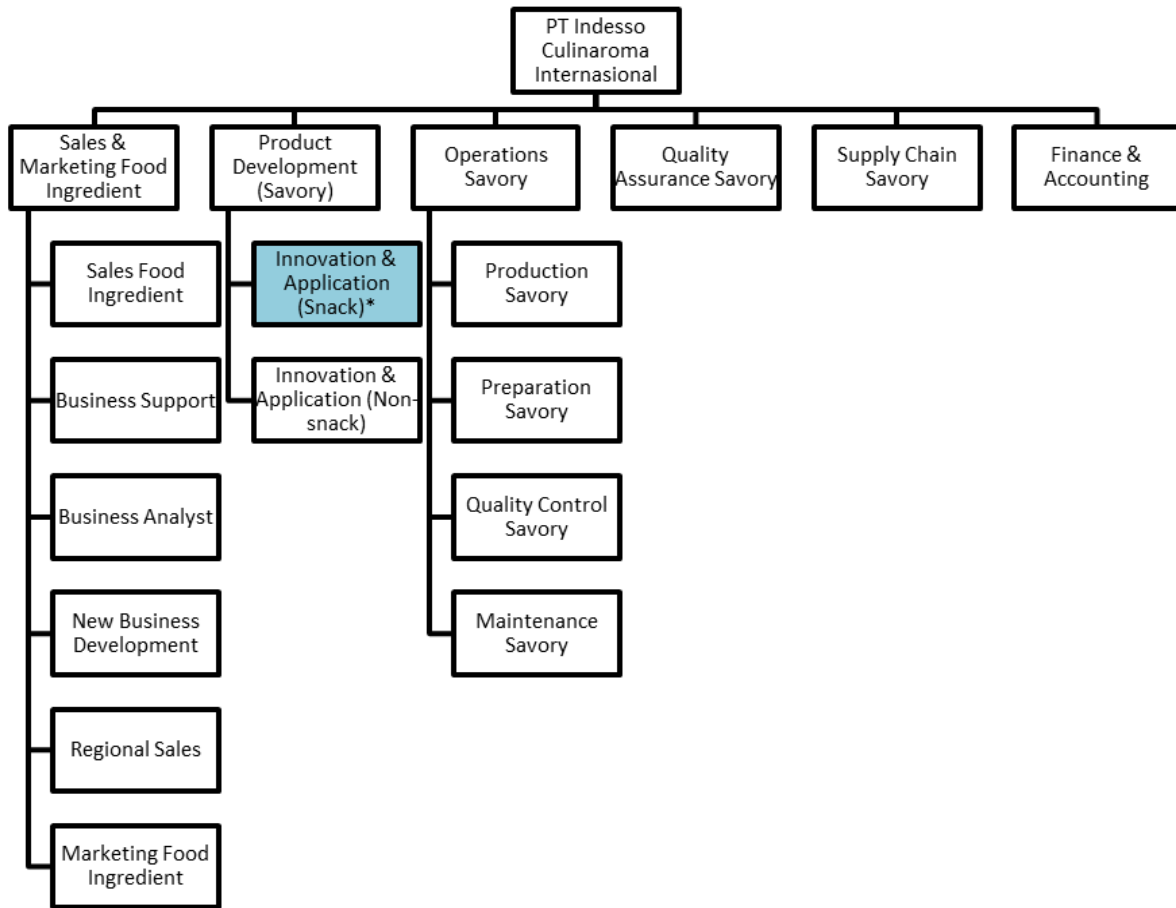 PT Indesso
Culinaroma
Internasional
Sales &
Marketing Food
Ingredient
Product
Development
(Savory)
Operations
Savory
Quality
Assurance Savory
Supply Chain
Savory
Finance &
Accounting
Sales Food
Ingredient
Business Support
Business Analyst
New Business
Development
Regional Sales
Marketing Food
Ingredient
Innovation &
Application
(Snack)*
Innovation &
Application (Non-
snack)
Production
Savory
Preparation
Savory
Quality Control
Savory
Maintenance
Savory